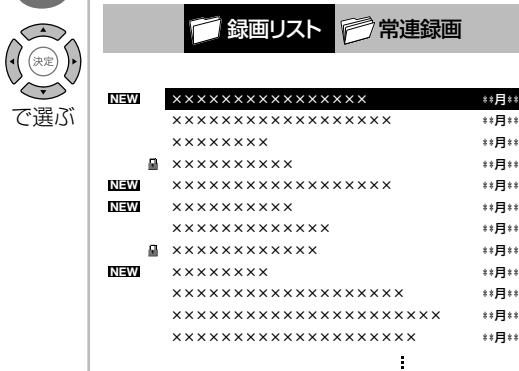 録画リスト 常連録画
決定
で選ぶ
NEW ×××××××××××××××× **月**
×××××××××××××××××× **月**
×××××××× **月**
×××××××××× **月**
NEW ×××××××××××××××××× **月**
NEW ×××××××××× **月**
××××××××××××× **月**
×××××××××××× **月**
NEW ×××××××× **月**
××××××××××××××××××× **月**
×××××××××××××××××××××× **月**
×××××××××××××××××××× **月**
⋮